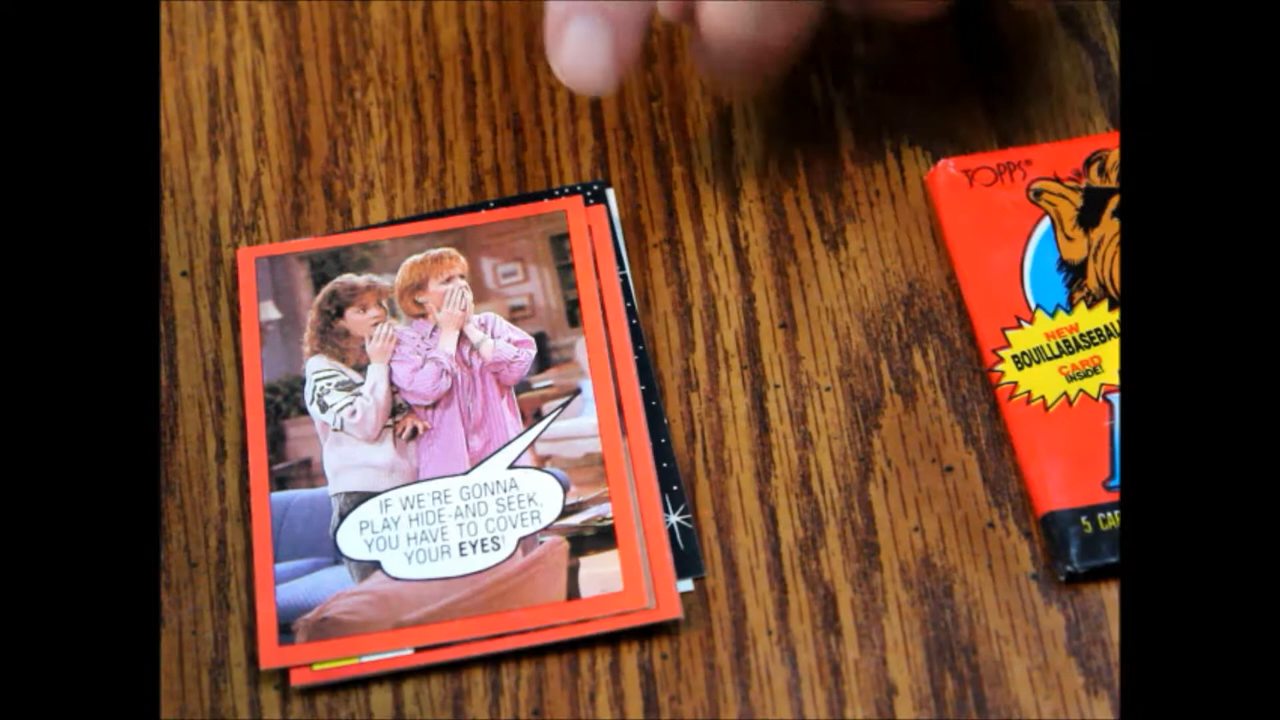 IF WE'RE GONNA
PLAY HIDE-AND SEEK,
YOU HAVE TO COVER
YOUR EYES!
TOPPS®
NEW
BOUILLABASEBAL
CARD
INSIDE!
5 CAR